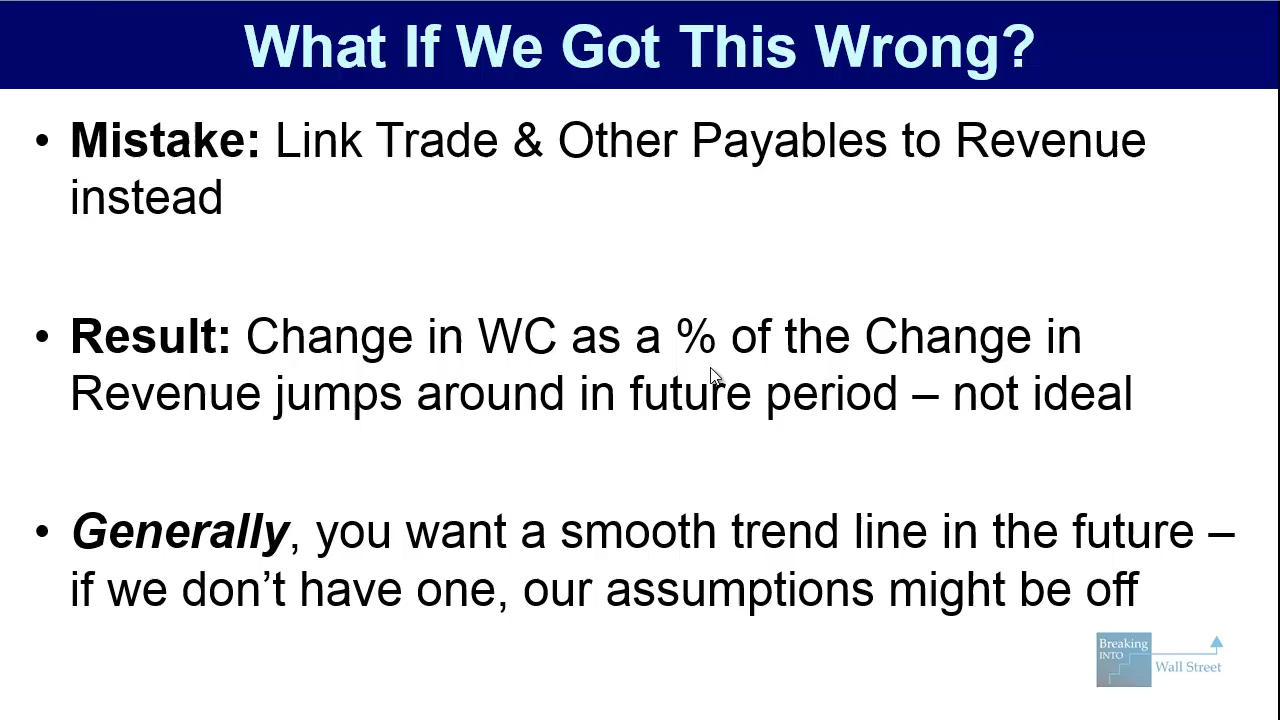 What If We Got This Wrong?
• Mistake: Link Trade & Other Payables to Revenue
instead
• Result: Change in WC as a % of the Change in
Revenue jumps around in future period – not ideal
• Generally, you want a smooth trend line in the future –
if we don’t have one, our assumptions might be off
Breaking
INTO
Wall Street